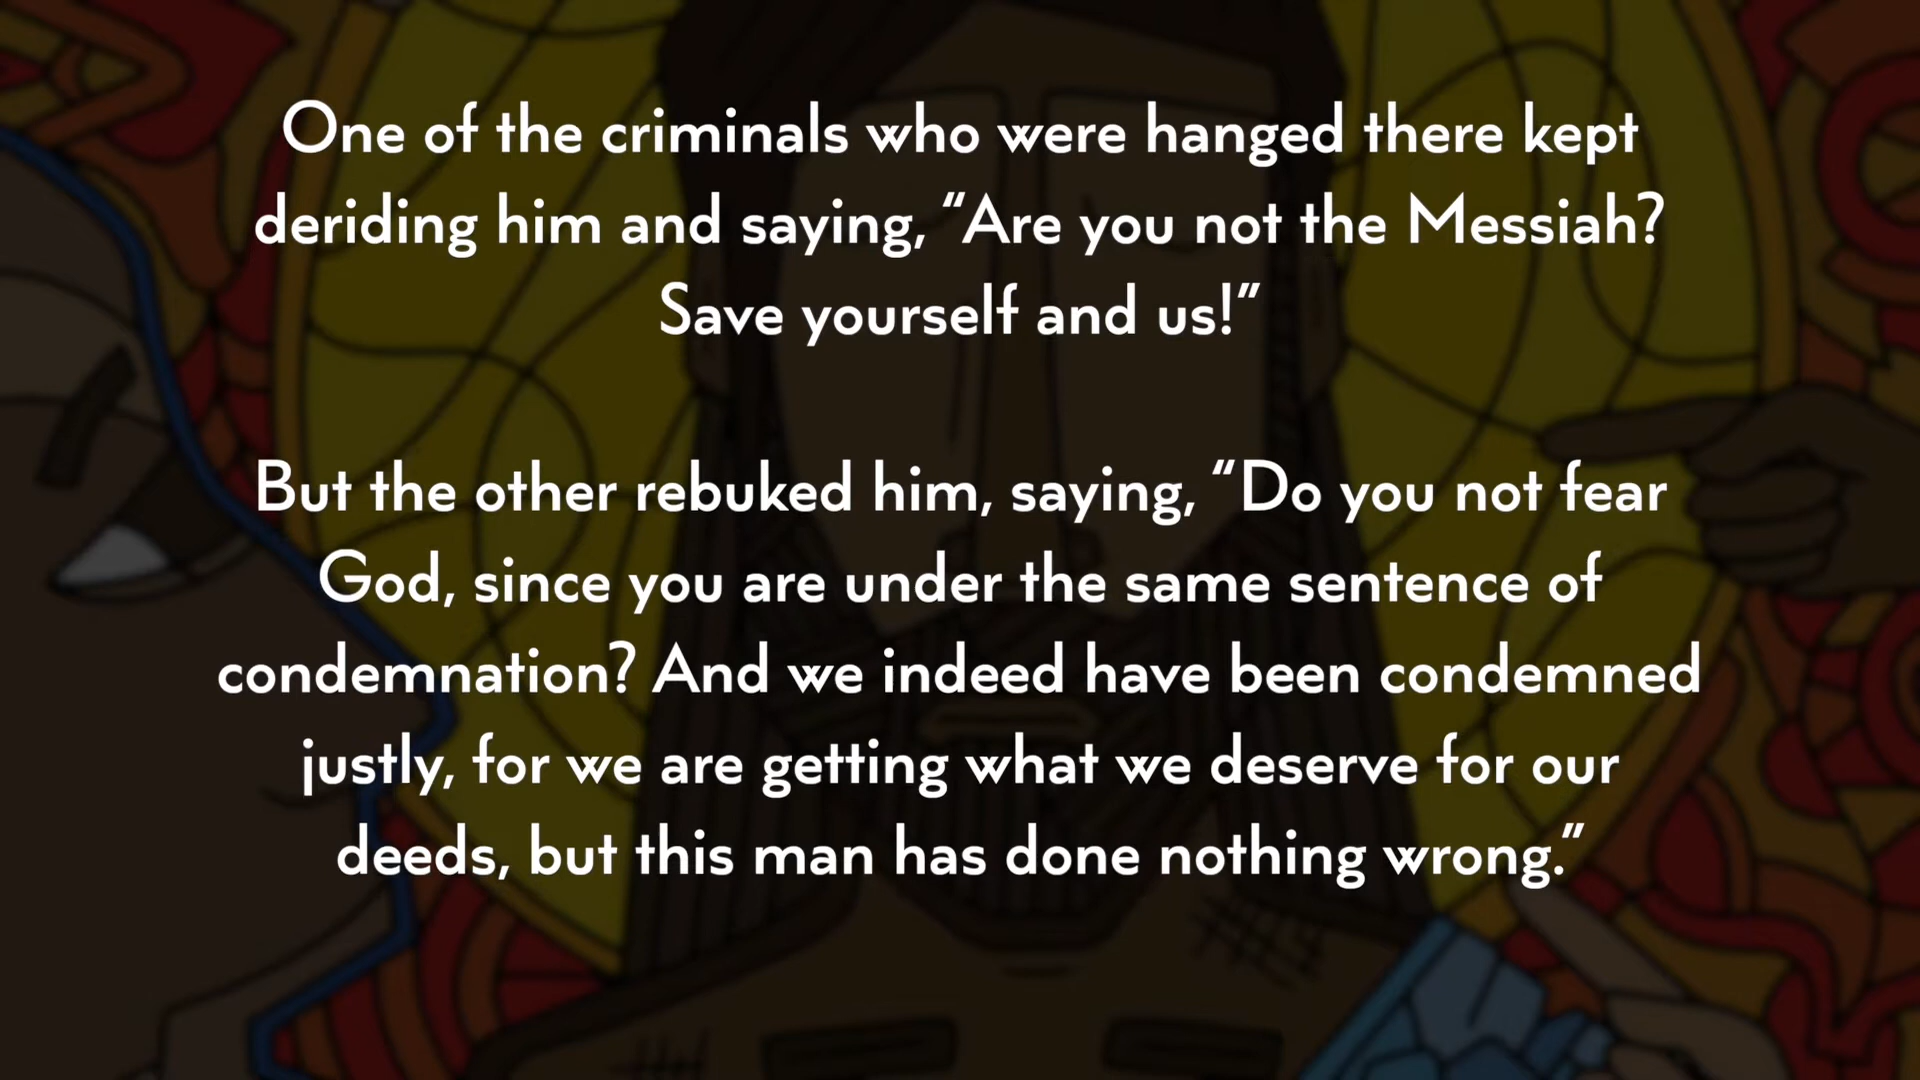 One of the criminals who were hanged there kept
deriding him and saying, “Are you not the Messiah?
Save yourself and us!”
But the other rebuked him, saying, “Do you not fear
God, since you are under the same sentence of
condemnation? And we indeed have been condemned
justly, for we are getting what we deserve for our
deeds, but this man has done nothing wrong.”